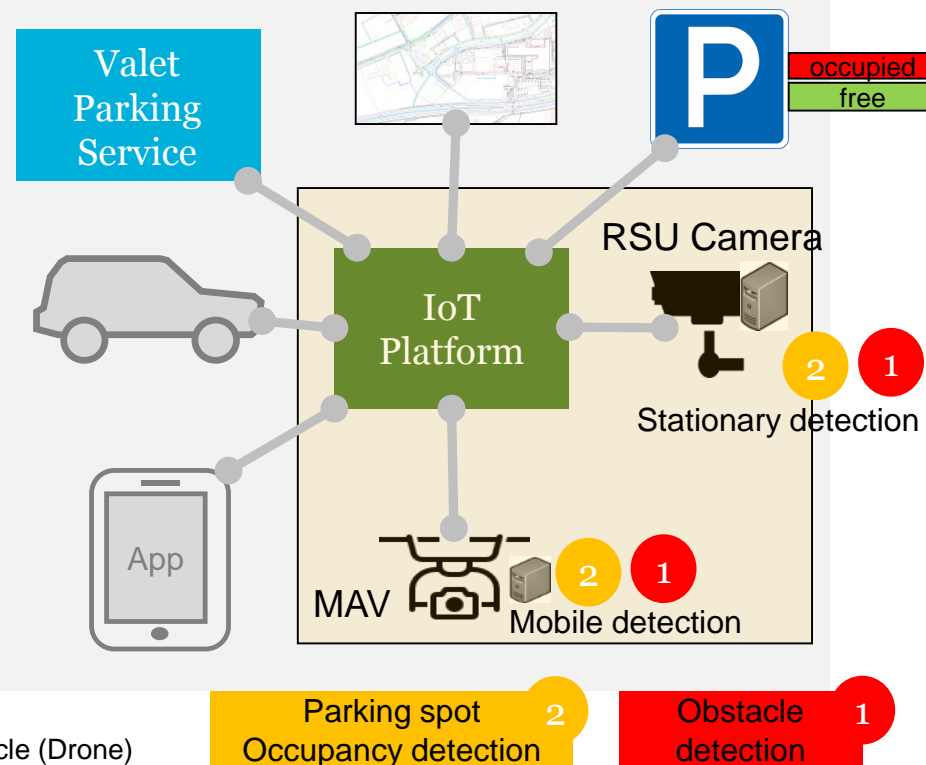 Valet
Parking
Service
P
occupied
free
RSU Camera
IoT
Platform
2
1
Stationary detection
App
MAV
2
1
Mobile detection
Parking spot
Occupancy detection
2
Obstacle
detection
1
(Drone)